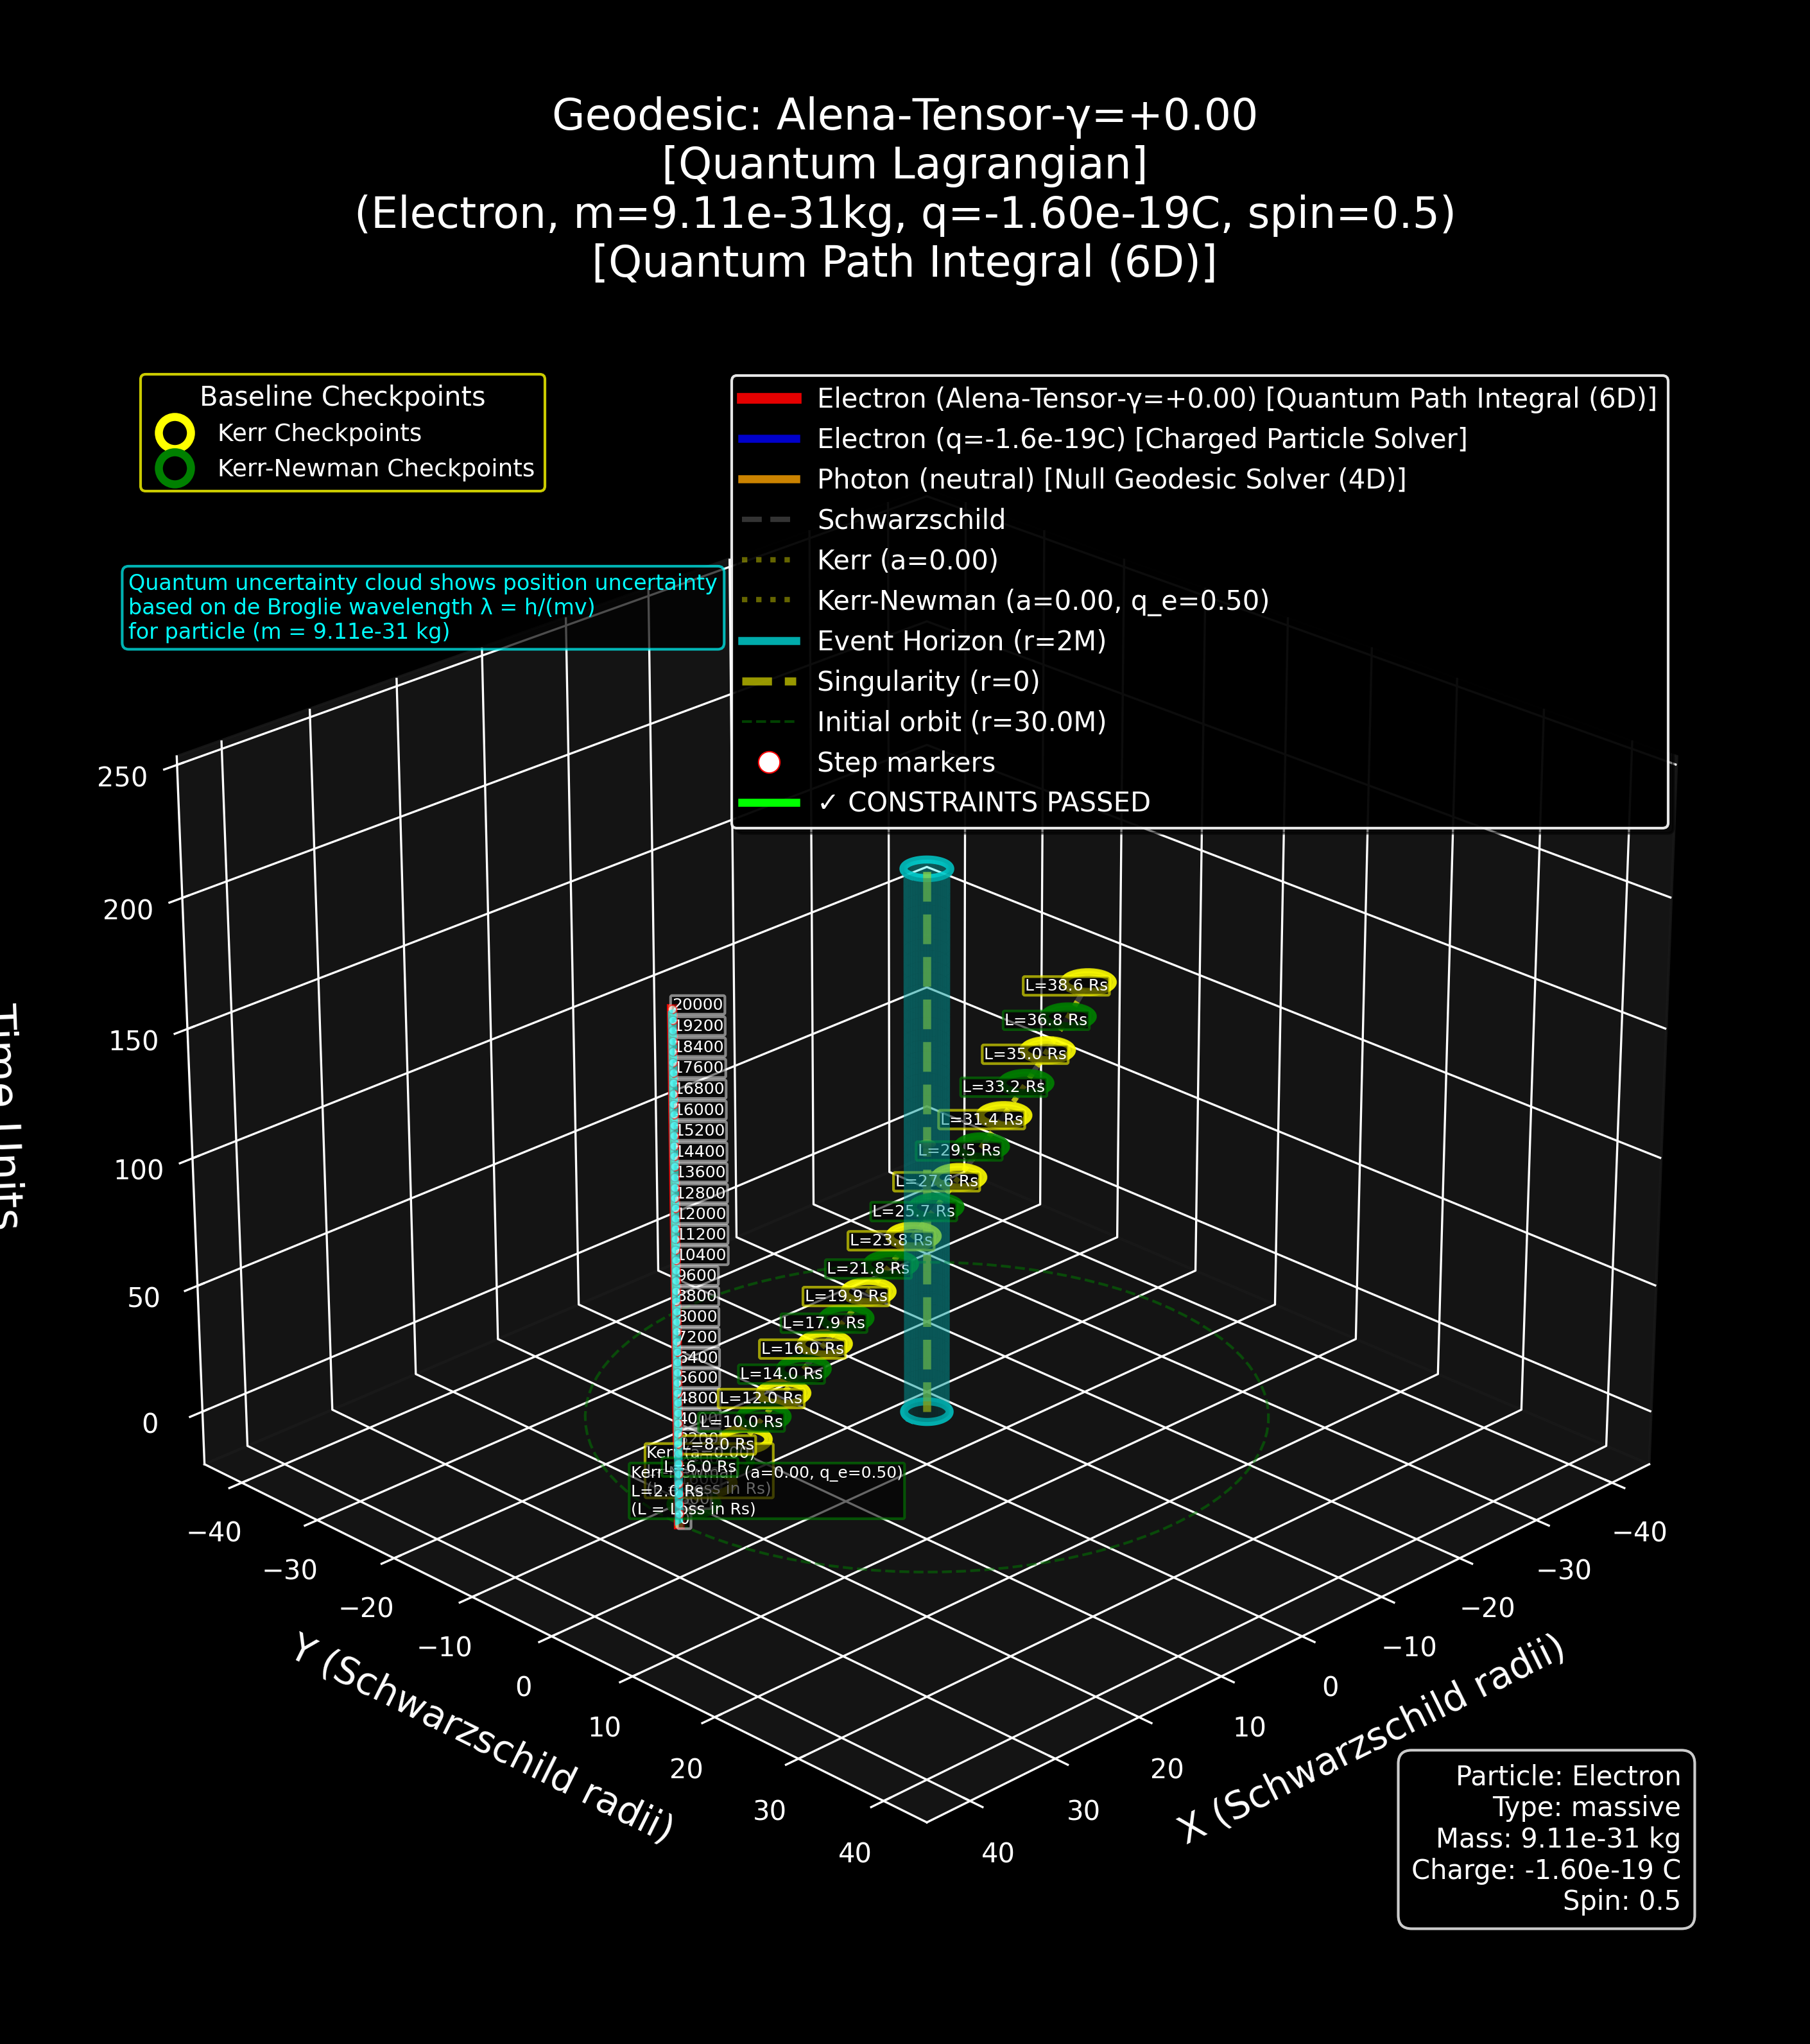 Geodesic: Alena-Tensor-γ=+0.00
[Quantum Lagrangian]
(Electron, m=9.11e-31kg, q=-1.60e-19C, spin=0.5)
[Quantum Path Integral (6D)]
Baseline Checkpoints
Kerr Checkpoints
Kerr-Newman Checkpoints
Electron (Alena-Tensor-γ=+0.00) [Quantum Path Integral (6D)]
Electron (q=-1.6e-19C) [Charged Particle Solver]
Photon (neutral) [Null Geodesic Solver (4D)]
Schwarzschild
Kerr (a=0.00)
Kerr-Newman (a=0.00, q_e=0.50)
Event Horizon (r=2M)
Singularity (r=0)
Initial orbit (r=30.0M)
Step markers
✓ CONSTRAINTS PASSED
Quantum uncertainty cloud shows position uncertainty
based on de Broglie wavelength λ = h/(mv)
for particle (m = 9.11e-31 kg)
250
200
150
100
50
0
Time Units
20000
19200
18400
17600
16800
16000
15200
14400
13600
12800
12000
11200
10400
9600
8800
8000
7200
6400
5600
4800
L=38.6 Rs
L=36.8 Rs
L=35.0 Rs
L=33.2 Rs
L=31.4 Rs
L=29.5 Rs
L=27.6 Rs
L=25.7 Rs
L=23.8 Rs
L=21.8 Rs
L=19.9 Rs
L=17.9 Rs
L=16.0 Rs
L=14.0 Rs
L=12.0 Rs
L=10.0 Rs
L=8.0 Rs
L=6.0 Rs
Kerr (a=0.00)
Kerr-Newman (a=0.00, q_e=0.50)
(L = Loss in Rs)
0
−40
−30
−20
−10
0
10
20
30
40
Y (Schwarzschild radii)
−40
−30
−20
−10
0
10
20
30
40
X (Schwarzschild radii)
Particle: Electron
Type: massive
Mass: 9.11e-31 kg
Charge: -1.60e-19 C
Spin: 0.5